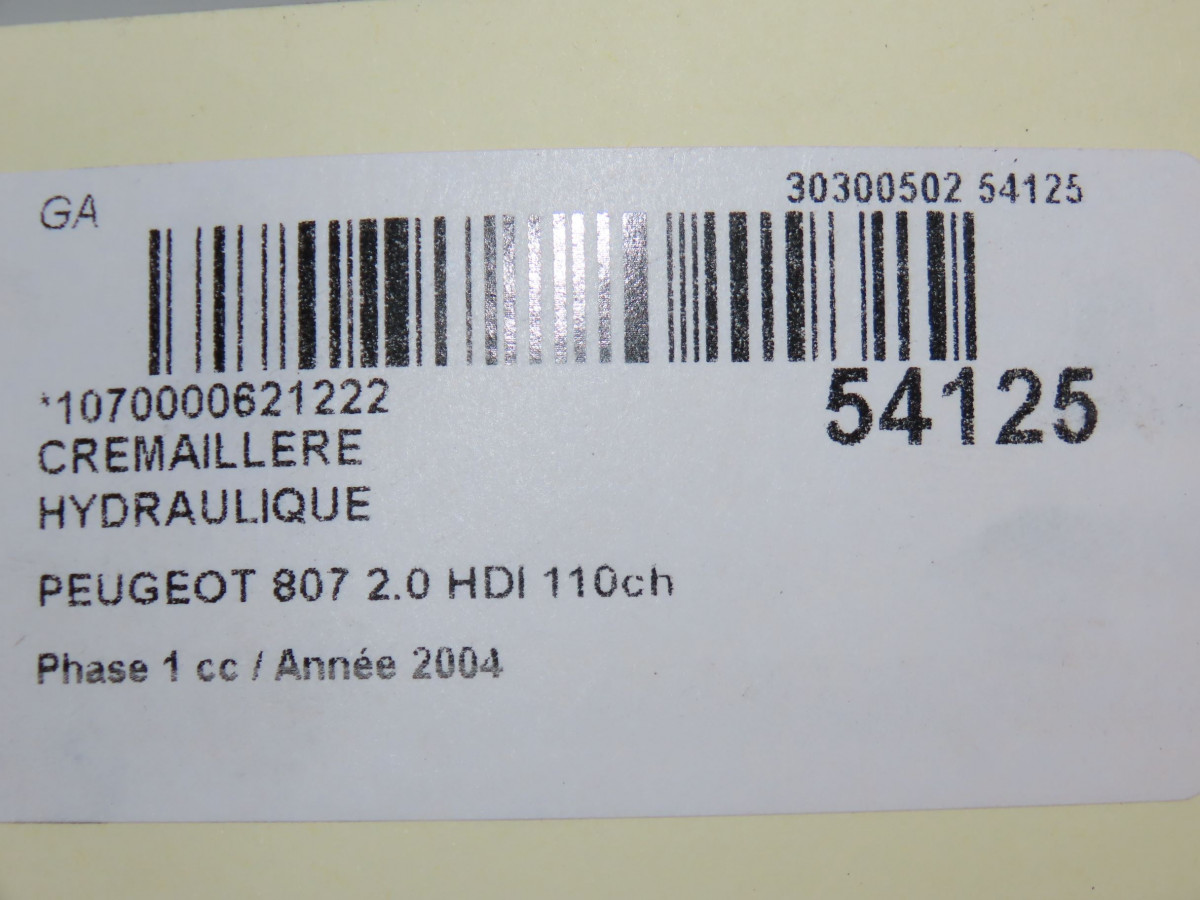 GA
30300502 54125
*1070000621222
54125
CREMAILLERE
HYDRAULIQUE
PEUGEOT 807 2.0 HDI 110ch
Phase 1 cc / Année 2004